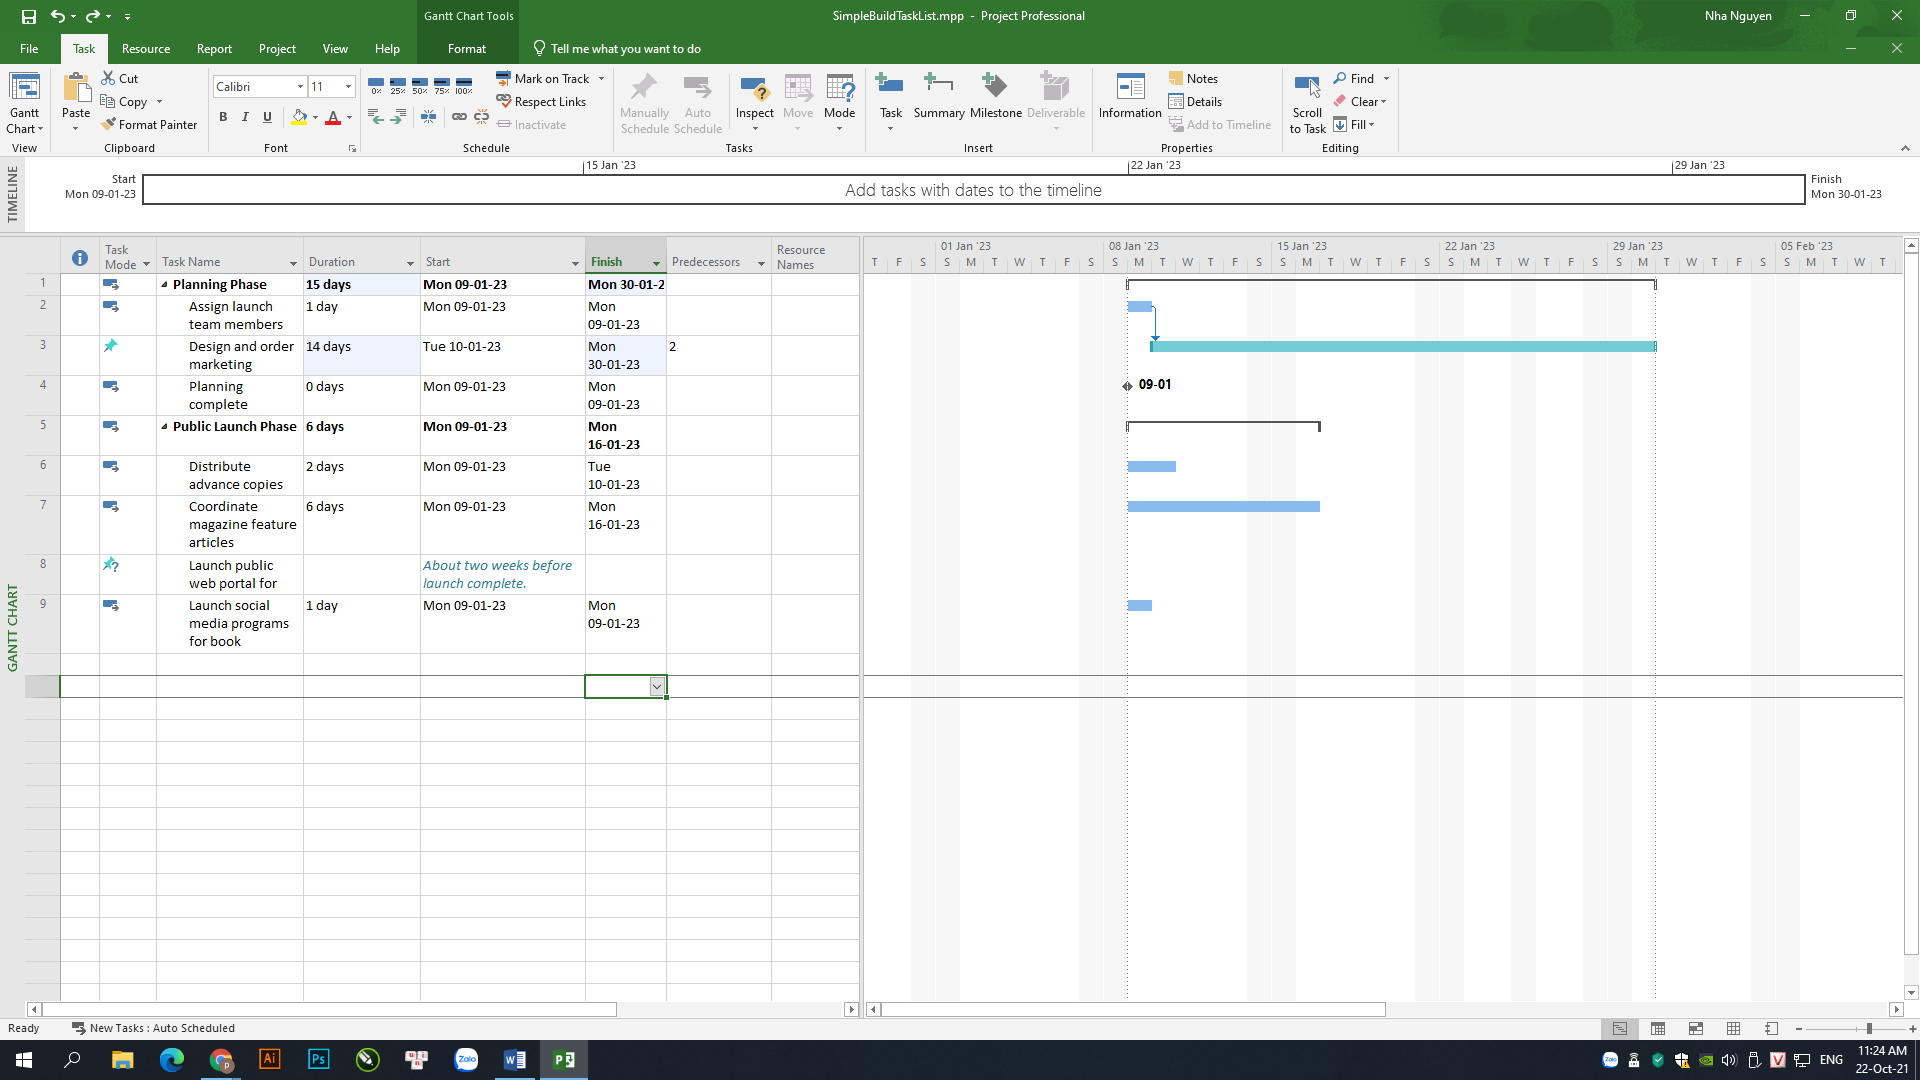 Gantt Chart Tools
SimpleBuildTaskList.mpp - Project Professional
Nha Nguyen
File Task Resource Report Project View Help Format Tell me what you want to do
Gantt Chart
View
Paste
Cut
Copy
Format Painter
Clipboard
Calibri 11
B I U A
Font
0% 25% 50% 75% 100%
Mark on Track
Respect Links
Inactivate
Schedule
Manually Schedule
Auto Schedule
Inspect
Move
Mode
Tasks
Task
Summary
Milestone
Deliverable
Insert
Information
Notes
Details
Add to Timeline
Properties
Scroll to Task
Find
Clear
Fill
Editing
TIMELINE
15 Jan '23 22 Jan '23 29 Jan '23
Start
Mon 09-01-23
Add tasks with dates to the timeline
Finish
Mon 30-01-23
GANTT CHART
Task Mode Task Name Duration Start Finish Predecessors Resource Names
01 Jan '23 08 Jan '23 15 Jan '23 22 Jan '23 29 Jan '23 05 Feb '23
T F S S M T W T F S S M T W T F S S M T W T F S S M T W T F S S M T W T F S S M T W T
1 Planning Phase 15 days Mon 09-01-23 Mon 30-01-2
2 Assign launch team members 1 day Mon 09-01-23 Mon 09-01-23
3 Design and order marketing 14 days Tue 10-01-23 Mon 30-01-23 2
4 Planning complete 0 days Mon 09-01-23 Mon 09-01-23
09-01
5 Public Launch Phase 6 days Mon 09-01-23 Mon 16-01-23
6 Distribute advance copies 2 days Mon 09-01-23 Tue 10-01-23
7 Coordinate magazine feature articles 6 days Mon 09-01-23 Mon 16-01-23
8 Launch public web portal for About two weeks before launch complete.
9 Launch social media programs for book 1 day Mon 09-01-23 Mon 09-01-23
Ready New Tasks : Auto Scheduled
Ai Ps Zalo
Zalo V ENG
11:24 AM
22-Oct-21